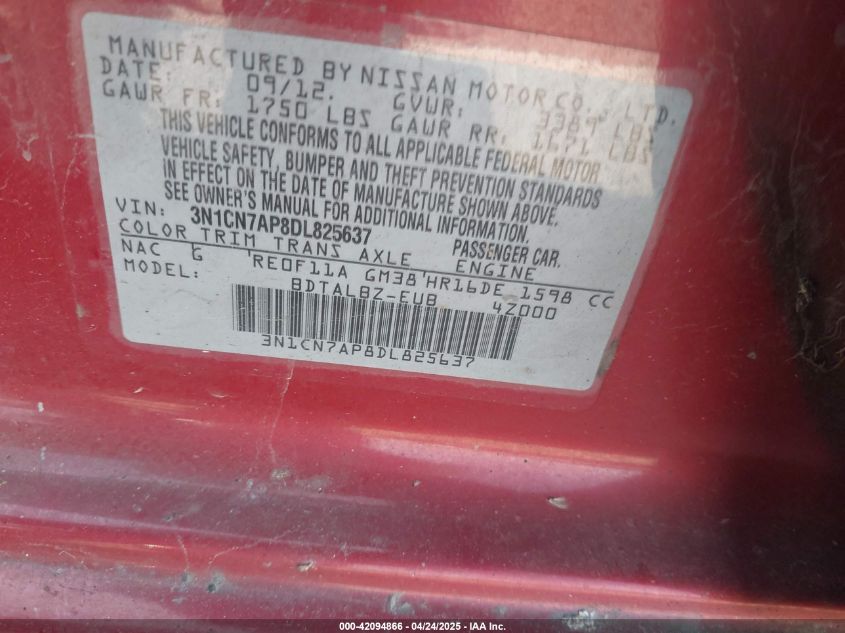 MANUFACTURED BY NISSAN MOTOR CO., LTD.
DATE: 09/12. GVWR: 3389 LBS
GAWR FR: 1750 LBS GAWR RR: 1671 LBS
THIS VEHICLE CONFORMS TO ALL APPLICABLE FEDERAL MOTOR
VEHICLE SAFETY, BUMPER AND THEFT PREVENTION STANDARDS
IN EFFECT ON THE DATE OF MANUFACTURE SHOWN ABOVE.
SEE OWNER'S MANUAL FOR ADDITIONAL INFORMATION.
VIN: 3N1CN7AP8DL825637 PASSENGER CAR.
COLOR TRIM TRANS AXLE ENGINE
NAC G 'RE0F11A GM38'HR16DE 1598 CC
MODEL: BDTALBZ-EUB 42000
3N1CN7AP8DL825637
000-42094866 - 04/24/2025 - IAA Inc.